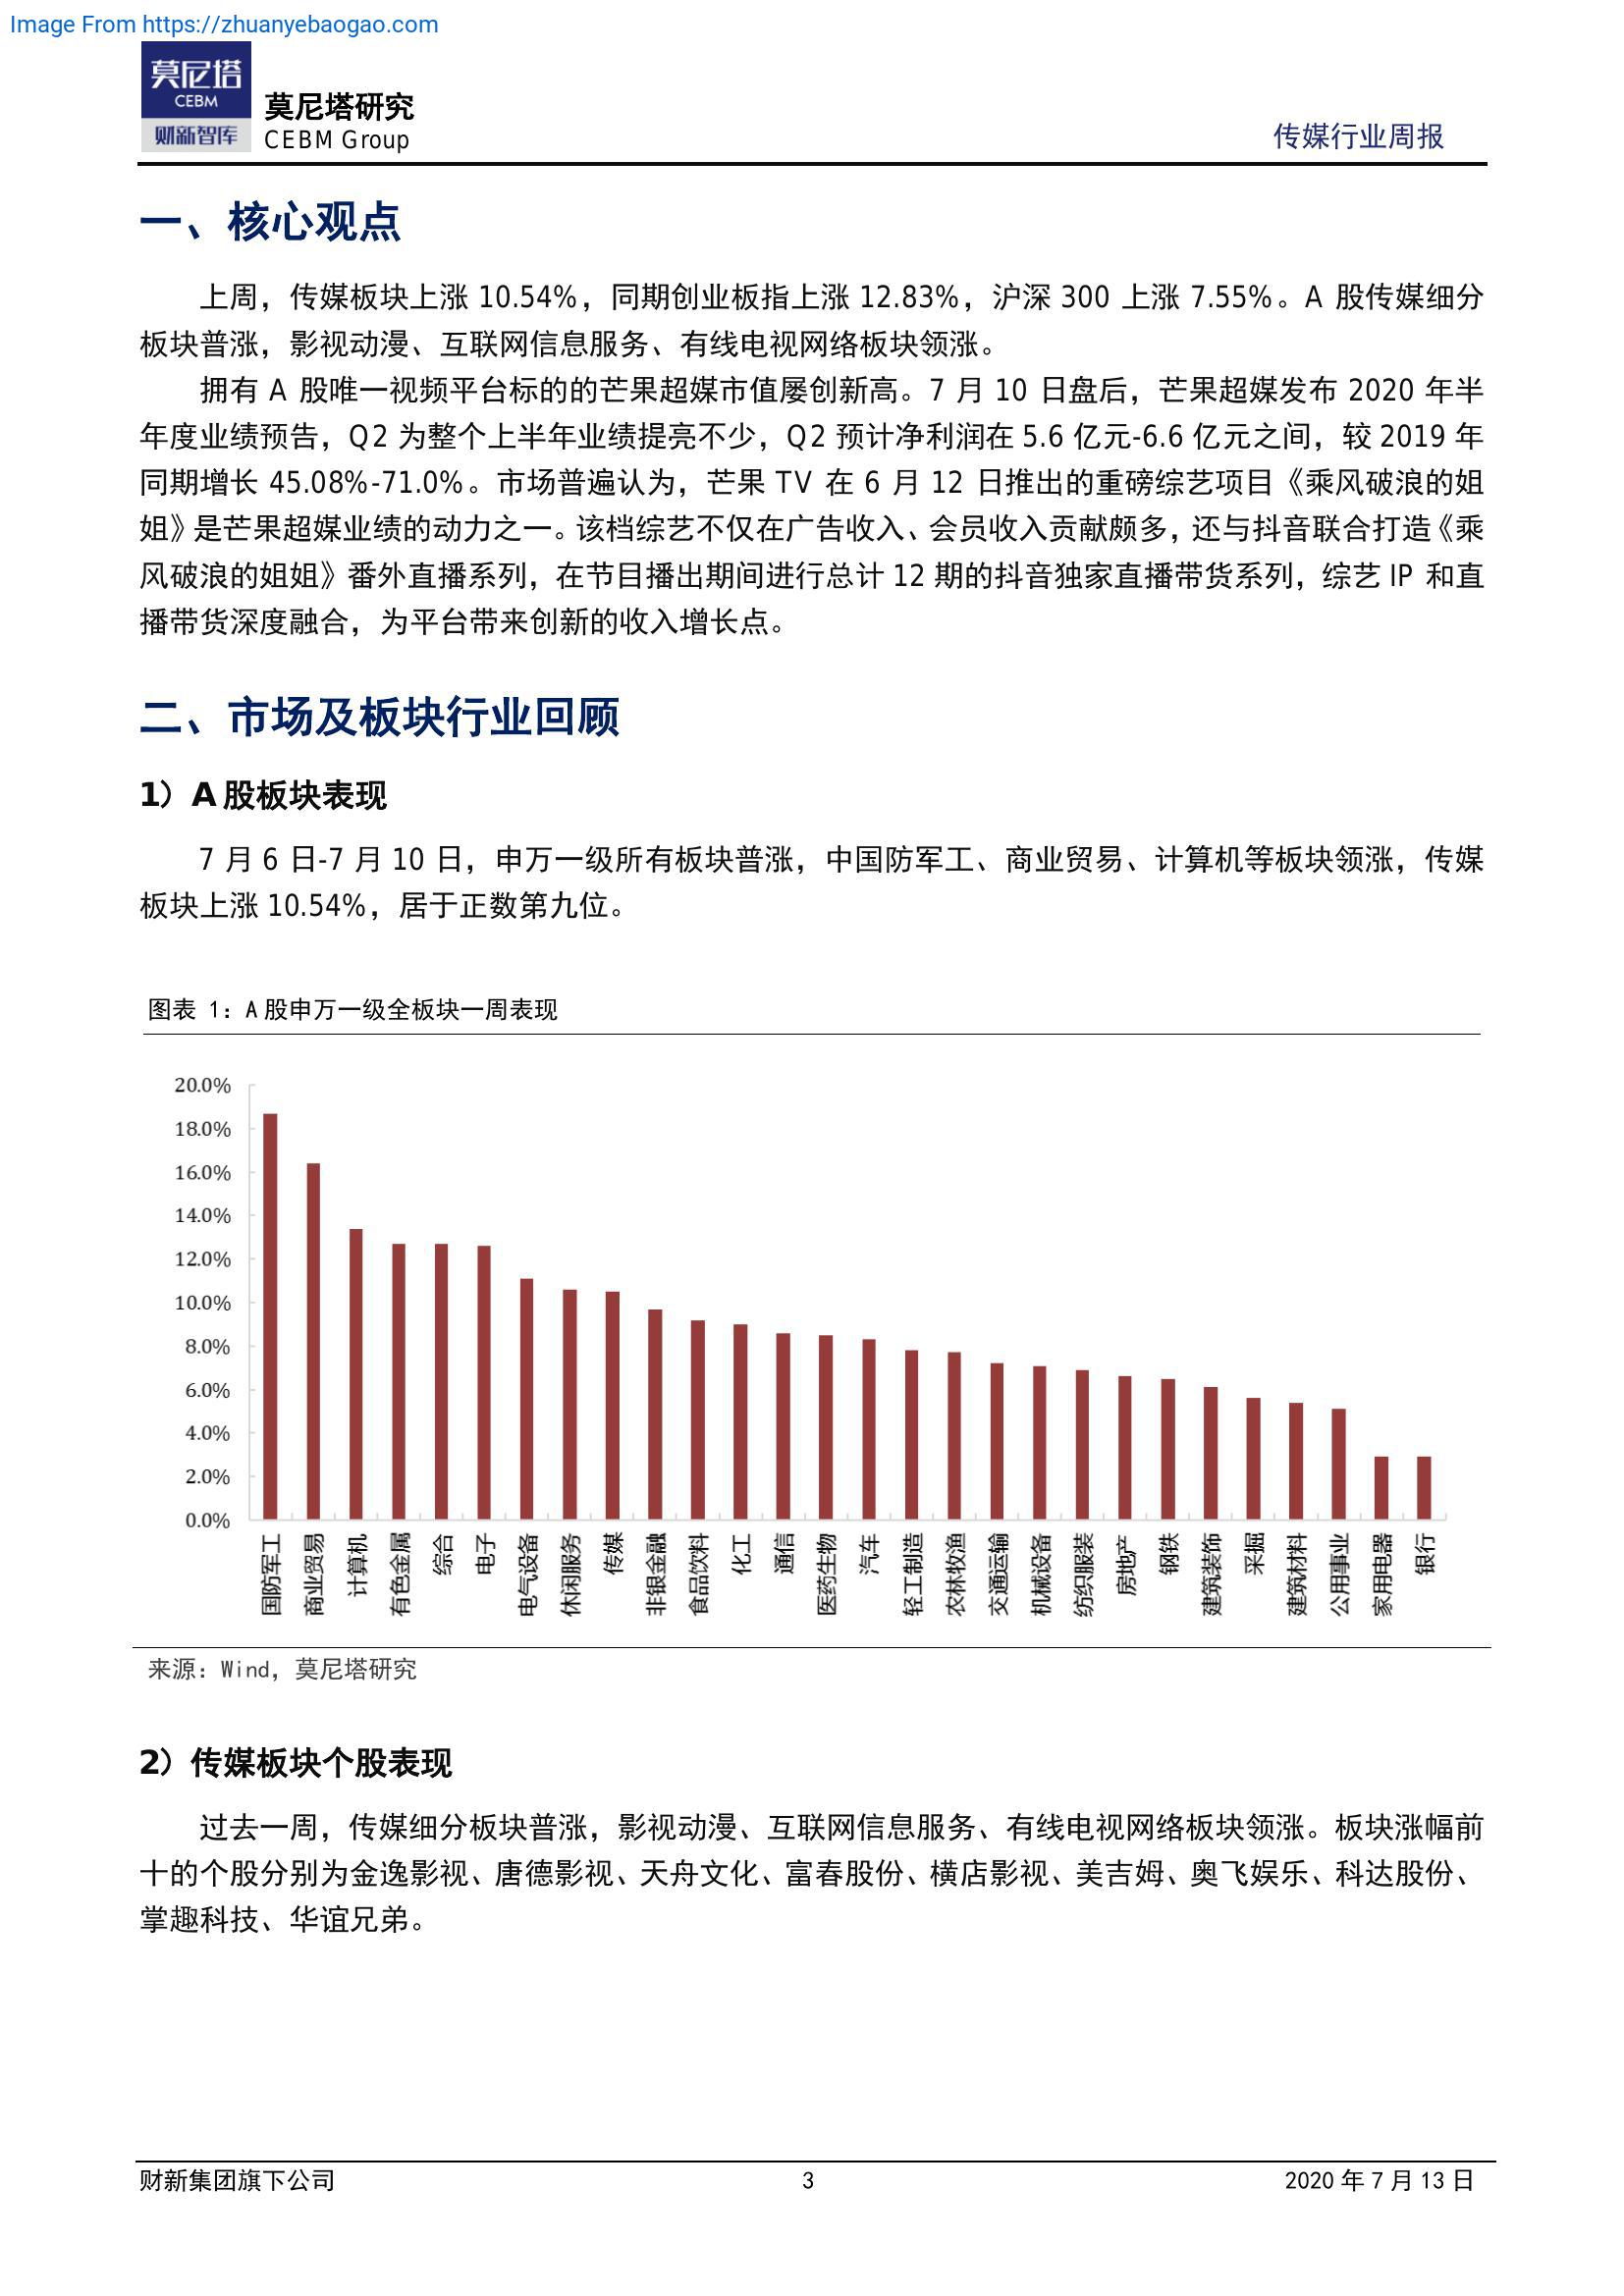 Image From https://zhuanyebaogao.com
莫尼塔
CEBM
财新智库
莫尼塔研究
CEBM Group
传媒行业周报
一、核心观点
上周，传媒板块上涨 10.54%，同期创业板指上涨 12.83%，沪深 300 上涨 7.55%。A 股传媒细分
板块普涨，影视动漫、互联网信息服务、有线电视网络板块领涨。
拥有 A 股唯一视频平台标的的芒果超媒市值屡创新高。7 月 10 日盘后，芒果超媒发布 2020 年半
年度业绩预告，Q2 为整个上半年业绩提亮不少，Q2 预计净利润在 5.6 亿元-6.6 亿元之间，较 2019 年
同期增长 45.08%-71.0%。市场普遍认为，芒果 TV 在 6 月 12 日推出的重磅综艺项目《乘风破浪的姐
姐》是芒果超媒业绩的动力之一。该档综艺不仅在广告收入、会员收入贡献颇多，还与抖音联合打造《乘
风破浪的姐姐》番外直播系列，在节目播出期间进行总计 12 期的抖音独家直播带货系列，综艺 IP 和直
播带货深度融合，为平台带来创新的收入增长点。
二、市场及板块行业回顾
1）A 股板块表现
7 月 6 日-7 月 10 日，申万一级所有板块普涨，中国防军工、商业贸易、计算机等板块领涨，传媒
板块上涨 10.54%，居于正数第九位。
图表 1：A 股申万一级全板块一周表现
20.0%
18.0%
16.0%
14.0%
12.0%
10.0%
8.0%
6.0%
4.0%
2.0%
0.0%
国防军工
商业贸易
计算机
有色金属
综合
电子
电气设备
休闲服务
传媒
非银金融
食品饮料
化工
通信
医药生物
汽车
轻工制造
农林牧渔
交通运输
机械设备
纺织服装
房地产
钢铁
建筑装饰
采掘
建筑材料
公用事业
家用电器
银行
来源：Wind，莫尼塔研究
2）传媒板块个股表现
过去一周，传媒细分板块普涨，影视动漫、互联网信息服务、有线电视网络板块领涨。板块涨幅前
十的个股分别为金逸影视、唐德影视、天舟文化、富春股份、横店影视、美吉姆、奥飞娱乐、科达股份、
掌趣科技、华谊兄弟。
财新集团旗下公司
3
2020 年 7 月 13 日